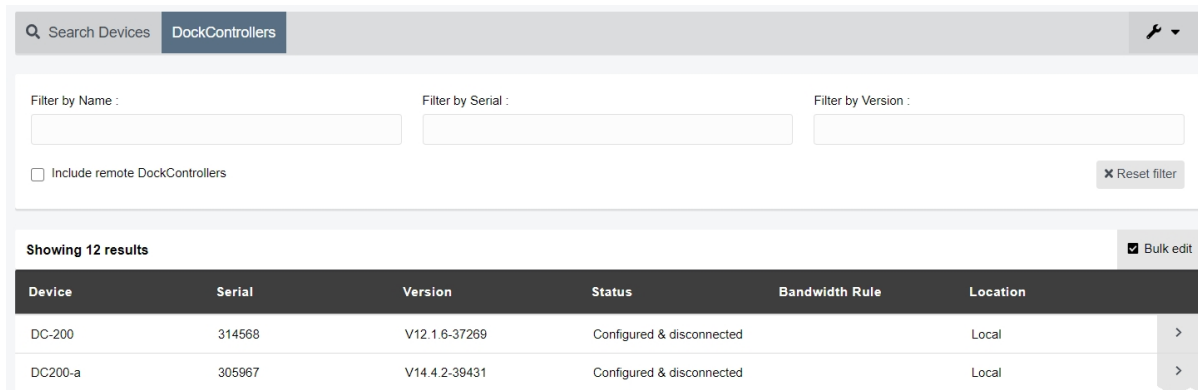 Search Devices DockControllers
Filter by Name : Filter by Serial : Filter by Version :
Include remote DockControllers Reset filter
Showing 12 results Bulk edit
Device Serial Version Status Bandwidth Rule Location
DC-200 314568 V12.1.6-37269 Configured & disconnected Local
DC200-a 305967 V14.4.2-39431 Configured & disconnected Local